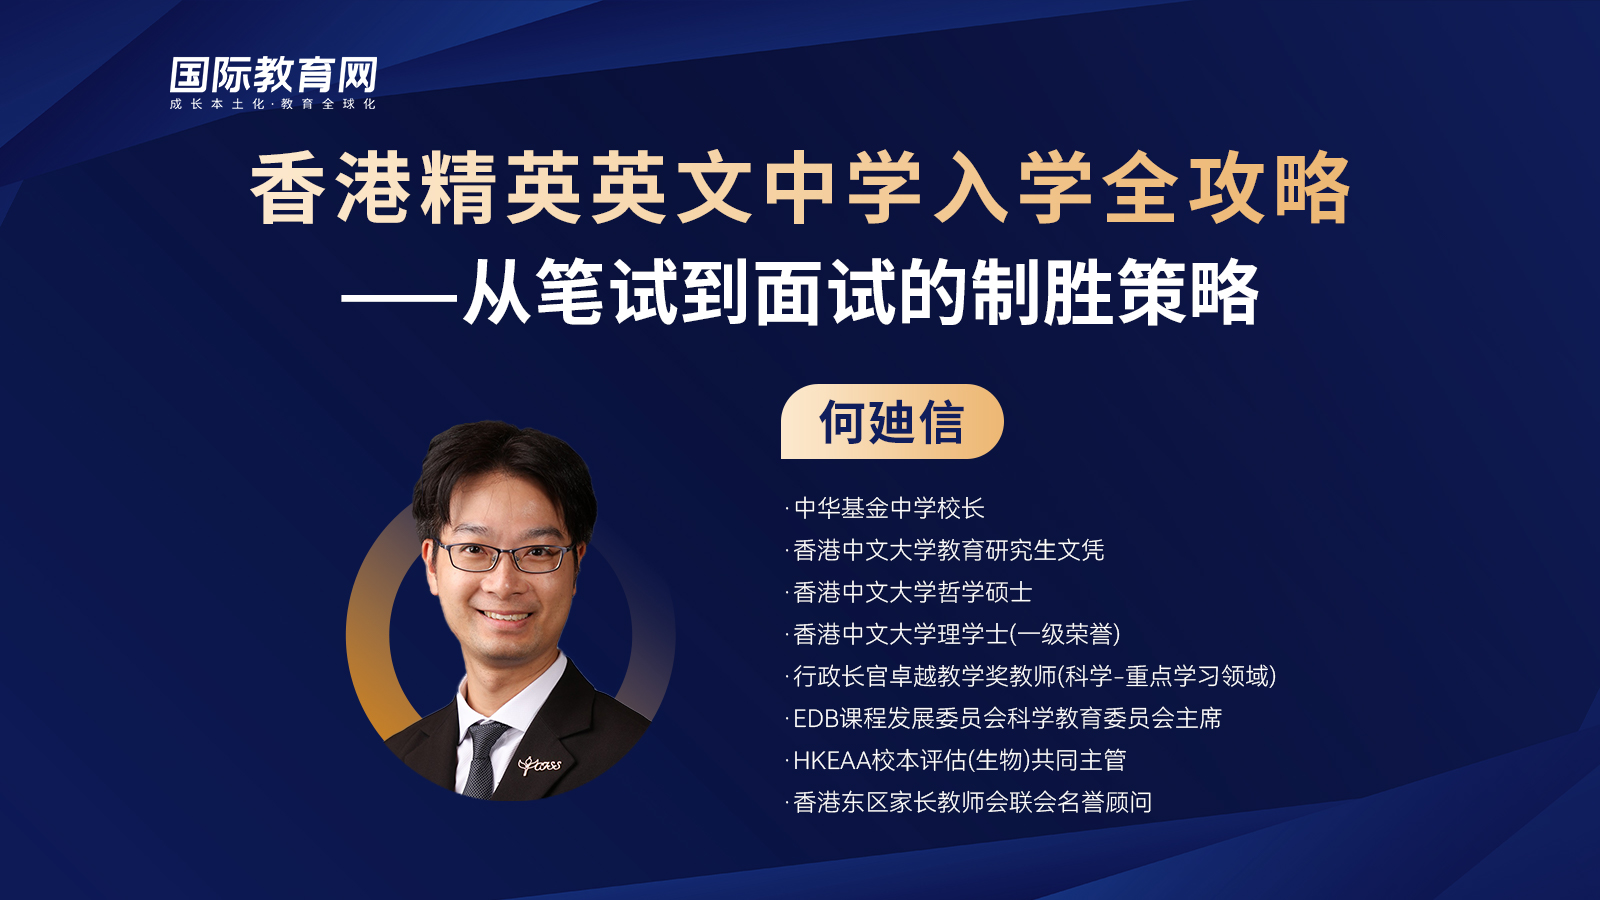 国际教育网
成长本土化·教育全球化
香港精英英文中学入学全攻略
——从笔试到面试的制胜策略
何廸信
·中华基金中学校长
·香港中文大学教育研究生文凭
·香港中文大学哲学硕士
·香港中文大学理学士(一级荣誉)
·行政长官卓越教学奖教师(科学-重点学习领域)
·EDB课程发展委员会科学教育委员会主席
·HKEAA校本评估(生物)共同主管
·香港东区家长教师会联会名誉顾问